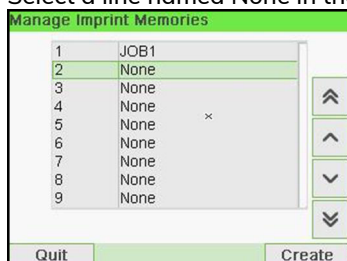 Select a line named None in th
Manage Imprint Memories
1 JOB1
2 None
3 None
4 None
5 None
6 None
7 None
8 None
9 None
Quit Create